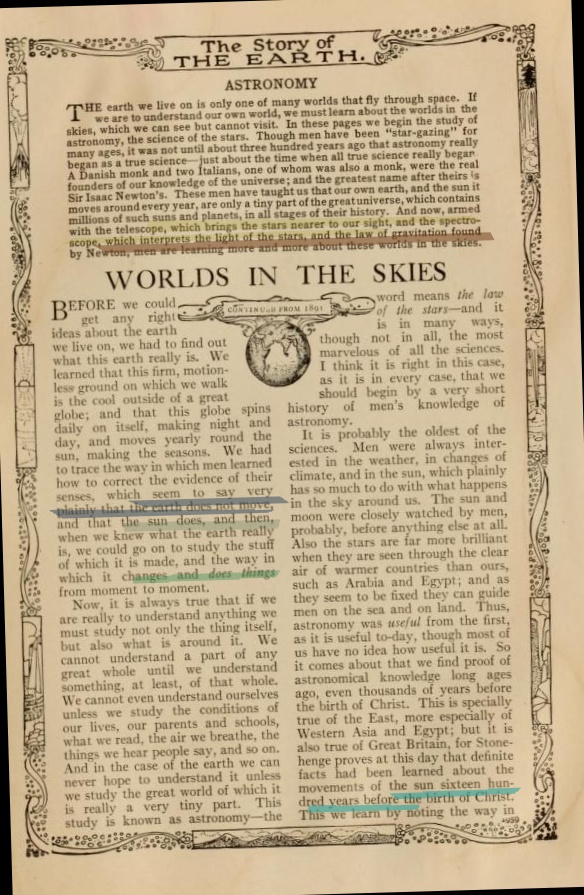 The Story of
THE EARTH.
ASTRONOMY
THE earth we live on is only one of many worlds that fly through space. If
we are to understand our own world, we must learn about the worlds in the
skies, which we can see but cannot visit. In these pages we begin the study of
astronomy, the science of the stars. Though men have been "star-gazing" for
many ages, it was not until about three hundred years ago that astronomy really
began as a true science—just about the time when all true science really began
A Danish monk and two Italians, one of whom was also a monk, were the real
founders of our knowledge of the universe; and the greatest name after theirs is
Sir Isaac Newton's. These men have taught us that our own earth, and the sun it
moves around every year, are only a tiny part of the great universe, which contains
millions of such suns and planets, in all stages of their history. And now, armed
with the telescope, which brings the stars nearer to our sight, and the spectro-
scope, which interprets the light of the stars, and the law of gravitation found
by Newton, men are learning more and more about these worlds in the skies.
WORLDS IN THE SKIES
CONTINUED FROM 1891
BEFORE we could
get any right
ideas about the earth
we live on, we had to find out
what this earth really is. We
learned that this firm, motion-
less ground on which we walk
is the cool outside of a great
globe; and that this globe spins
daily on itself, making night and
day, and moves yearly round the
sun, making the seasons. We had
to trace the way in which men learned
how to correct the evidence of their
senses, which seem to say very
plainly that the earth does not move,
and that the sun does, and then,
when we knew what the earth really
is, we could go on to study the stuff
of which it is made, and the way in
which it changes and does things
from moment to moment.
Now, it is always true that if we
are really to understand anything we
must study not only the thing itself,
but also what is around it. We
cannot understand a part of any
great whole until we understand
something, at least, of that whole.
We cannot even understand ourselves
unless we study the conditions of
our lives, our parents and schools,
what we read, the air we breathe, the
things we hear people say, and so on.
And in the case of the earth we can
never hope to understand it unless
we study the great world of which it
is really a very tiny part. This
study is known as astronomy—the
word means the law
of the stars—and it
is in many ways,
though not in all, the most
marvelous of all the sciences.
I think it is right in this case,
as it is in every case, that we
should begin by a very short
history of men's knowledge of
astronomy.
It is probably the oldest of the
sciences. Men were always inter-
ested in the weather, in changes of
climate, and in the sun, which plainly
has so much to do with what happens
in the sky around us. The sun and
moon were closely watched by men,
probably, before anything else at all.
Also the stars are far more brilliant
when they are seen through the clear
air of warmer countries than ours,
such as Arabia and Egypt; and as
they seem to be fixed they can guide
men on the sea and on land. Thus,
astronomy was useful from the first,
as it is useful to-day, though most of
us have no idea how useful it is. So
it comes about that we find proof of
astronomical knowledge long ages
ago, even thousands of years before
the birth of Christ. This is specially
true of the East, more especially of
Western Asia and Egypt; but it is
also true of Great Britain, for Stone-
henge proves at this day that definite
facts had been learned about the
movements of the sun sixteen hun-
dred years before the birth of Christ.
This we learn by noting the way in
1959